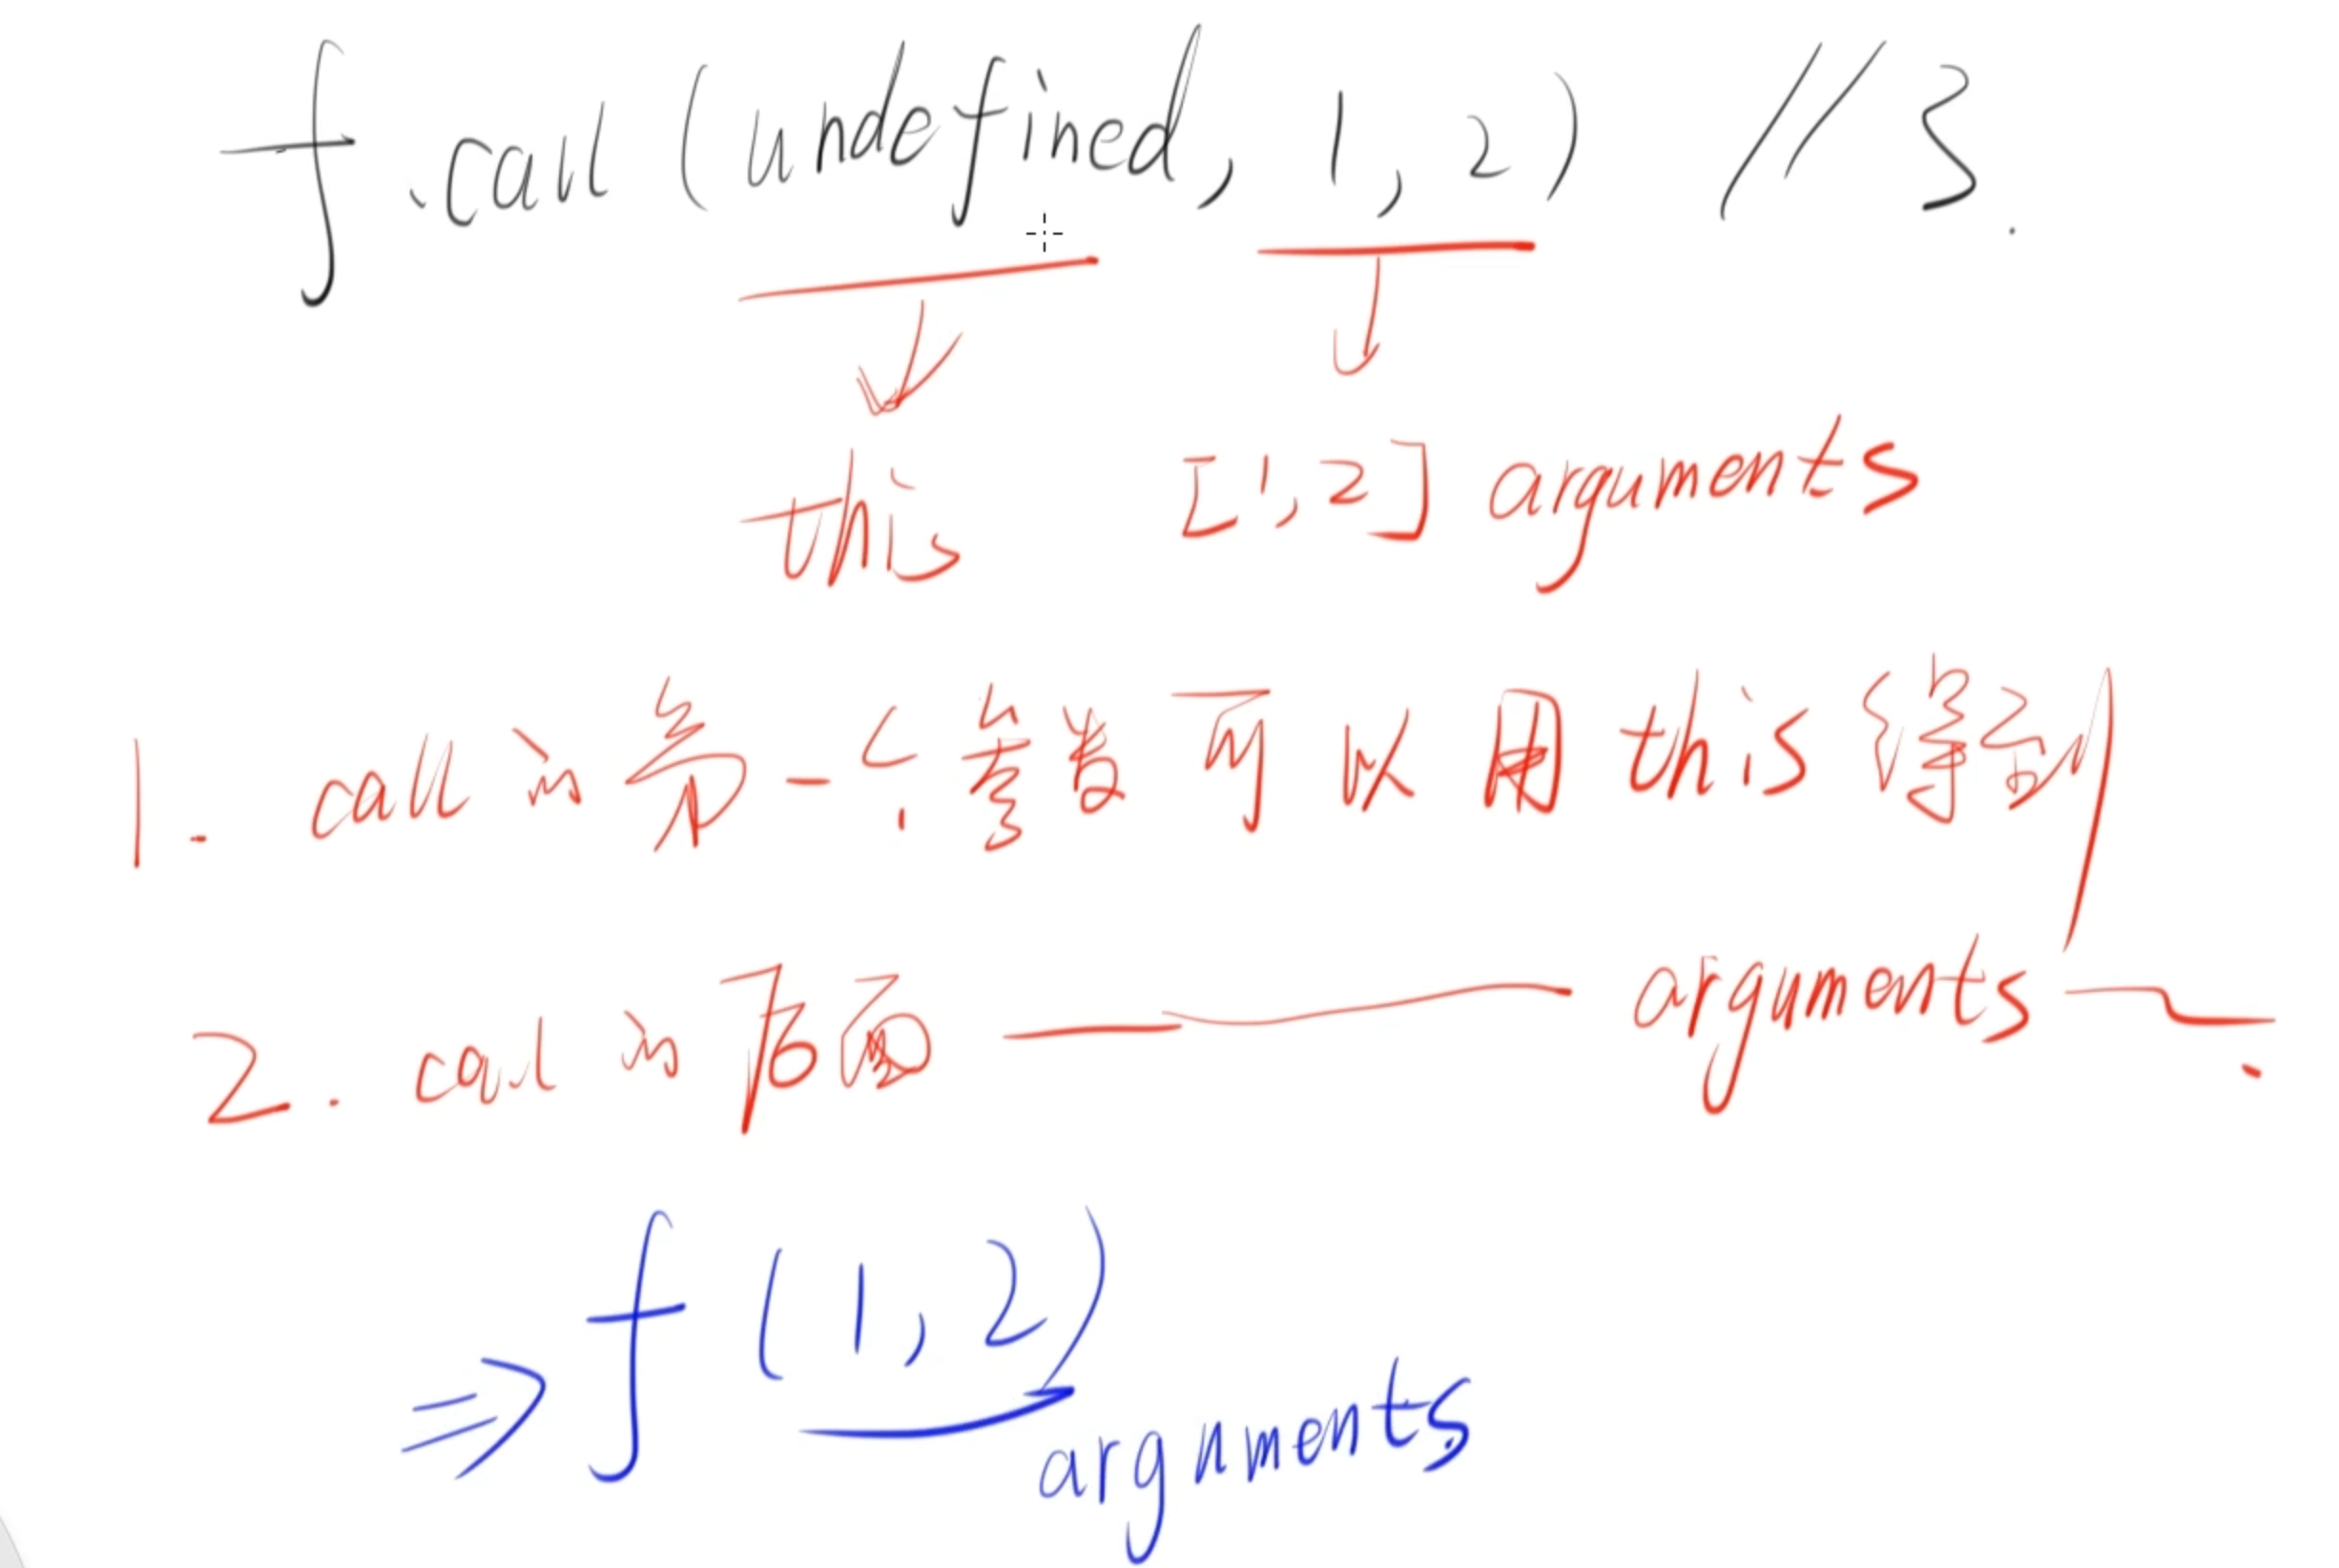 f.call (undefined, 1, 2) // 3.
this [1,2] arguments
1. call 的第一个参数可以用 this 得到
2. call 的后面 —— arguments —— .
⇒ f (1, 2)
arguments